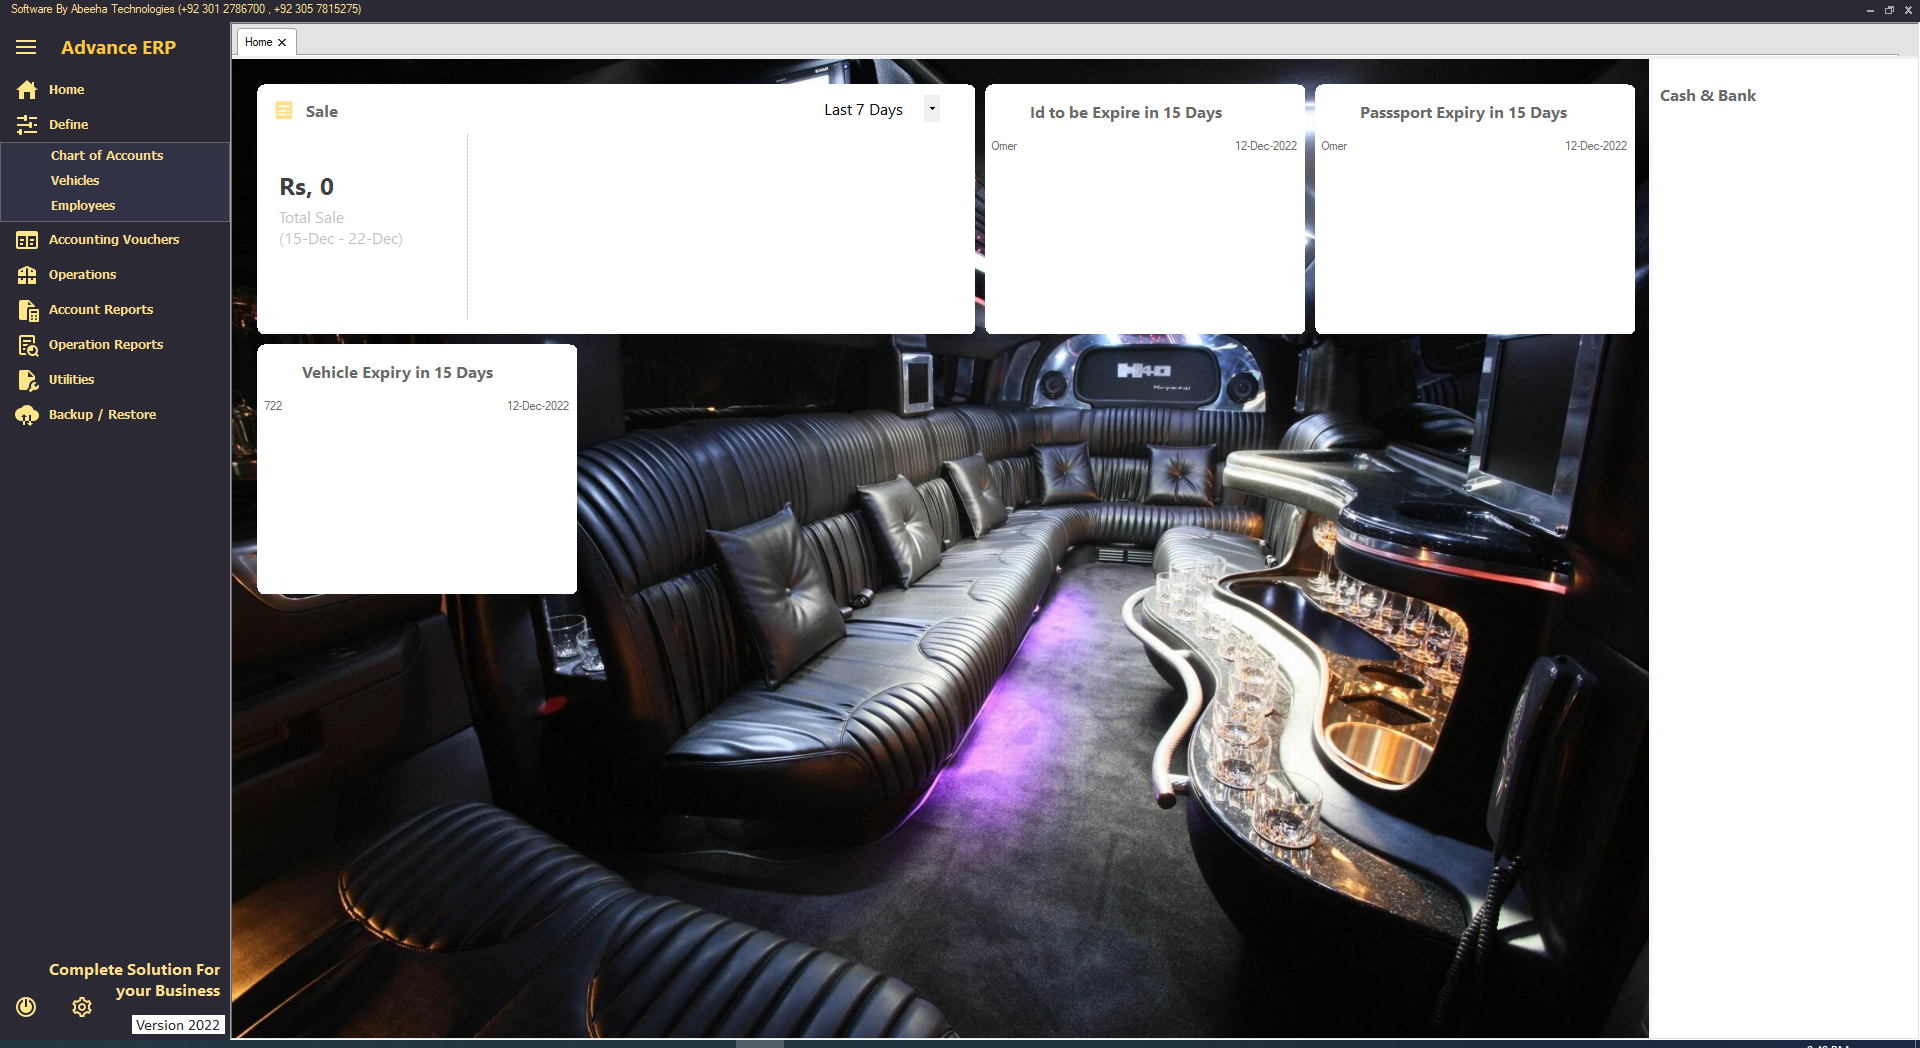 Software By Abeeha Technologies (+92 301 2786700 , +92 305 7815275)
Advance ERP
Home
Define
Chart of Accounts
Vehicles
Employees
Accounting Vouchers
Operations
Account Reports
Operation Reports
Utilities
Backup / Restore
Complete Solution For
your Business
Version 2022
Home
Sale
Last 7 Days
Rs, 0
Total Sale
(15-Dec - 22-Dec)
Id to be Expire in 15 Days
Omer 12-Dec-2022
Passsport Expiry in 15 Days
Omer 12-Dec-2022
Cash & Bank
Vehicle Expiry in 15 Days
722 12-Dec-2022